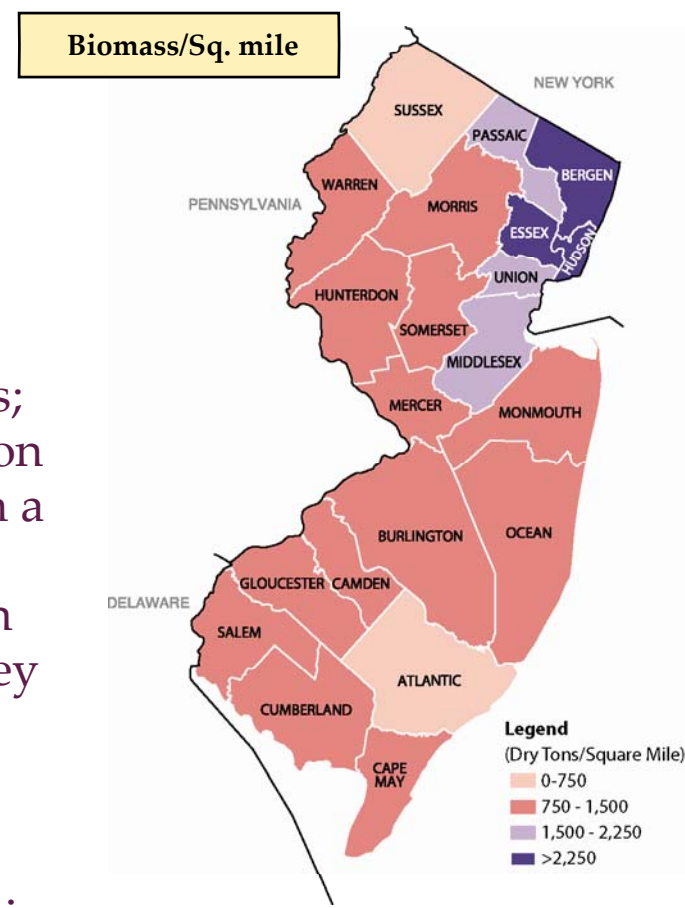 Biomass/Sq. mile
NEW YORK
SUSSEX
PASSAIC
BERGEN
WARREN
PENNSYLVANIA
MORRIS
ESSEX
HUDSON
UNION
HUNTERDON
SOMERSET
MIDDLESEX
s;
MERCER
MONMOUTH
on
n a
BURLINGTON
OCEAN
GLOUCESTER
CAMDEN
DELAWARE
n
SALEM
ey
ATLANTIC
CUMBERLAND
CAPE
MAY
Legend
(Dry Tons/Square Mile)
0-750
750 - 1,500
1,500 - 2,250
>2,250